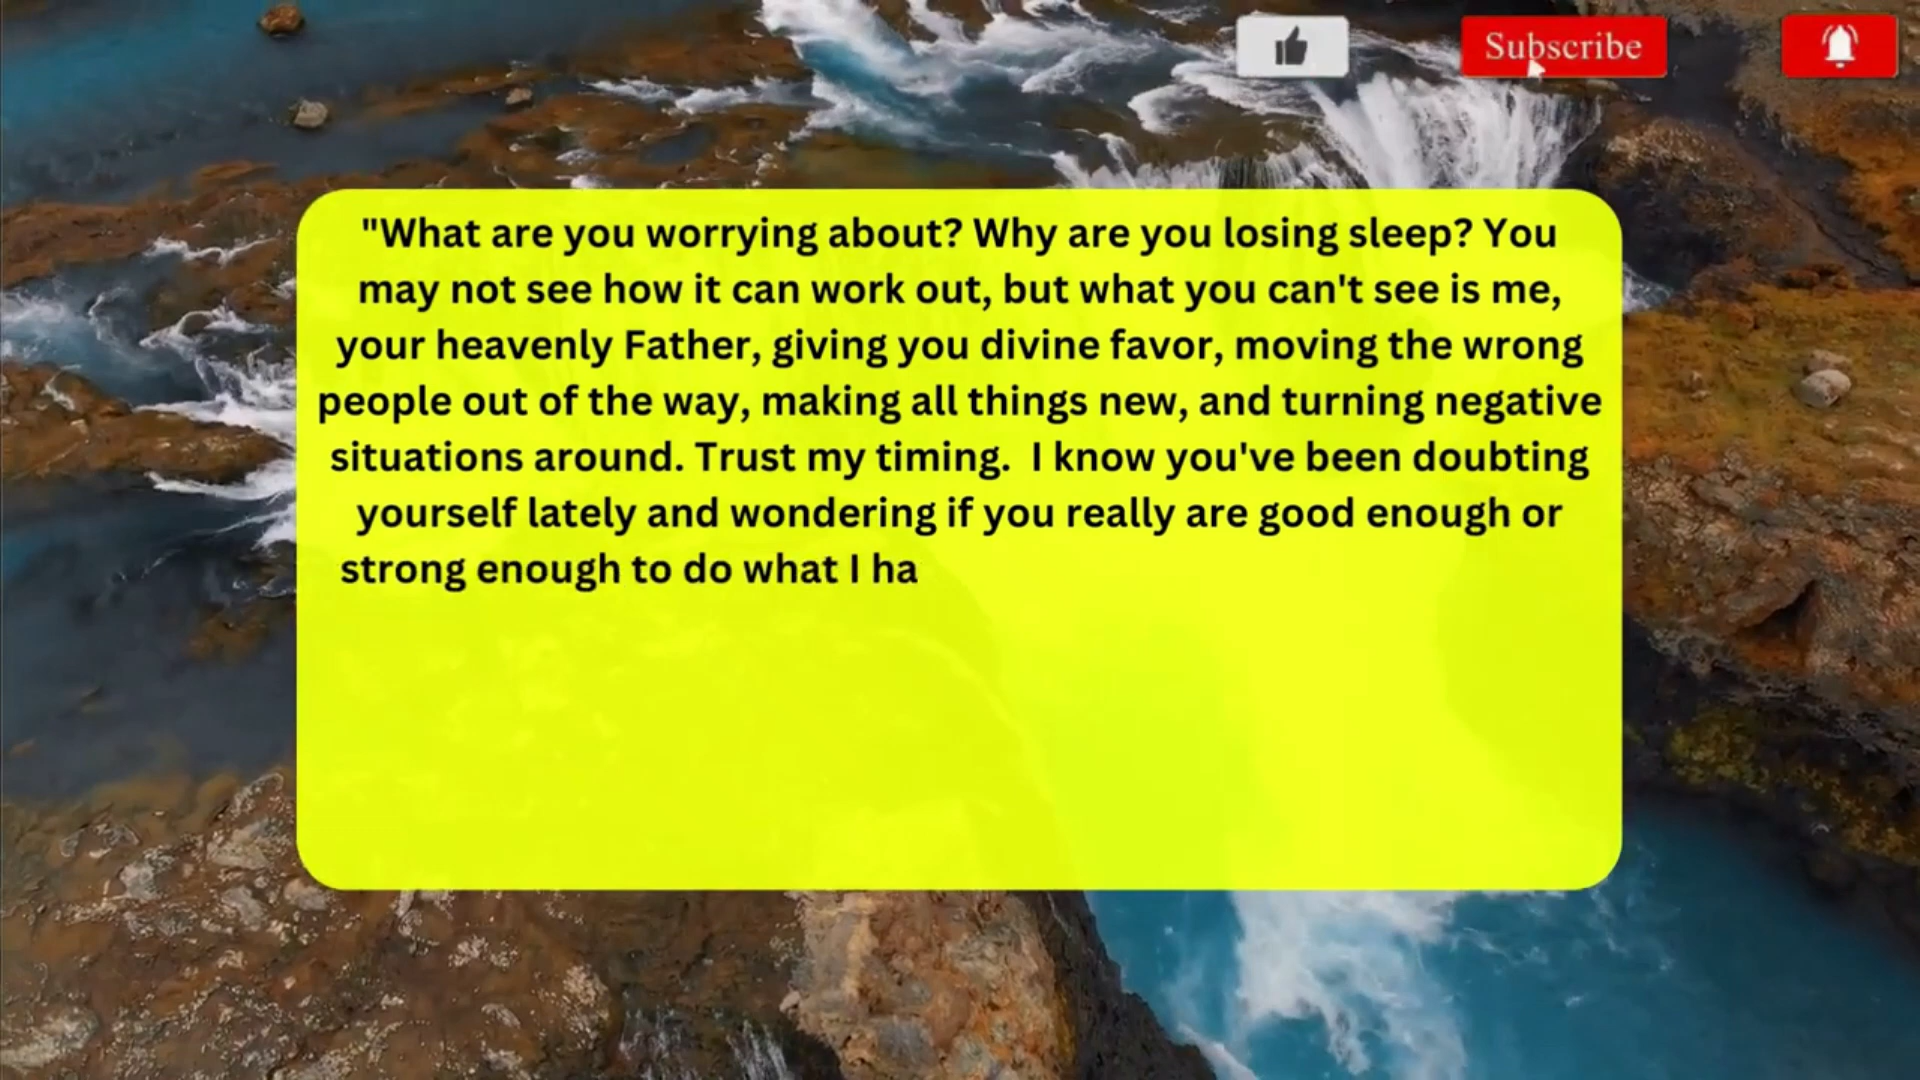 Subscribe
"What are you worrying about? Why are you losing sleep? You
may not see how it can work out, but what you can't see is me,
your heavenly Father, giving you divine favor, moving the wrong
people out of the way, making all things new, and turning negative
situations around. Trust my timing.  I know you've been doubting
yourself lately and wondering if you really are good enough or
strong enough to do what I ha